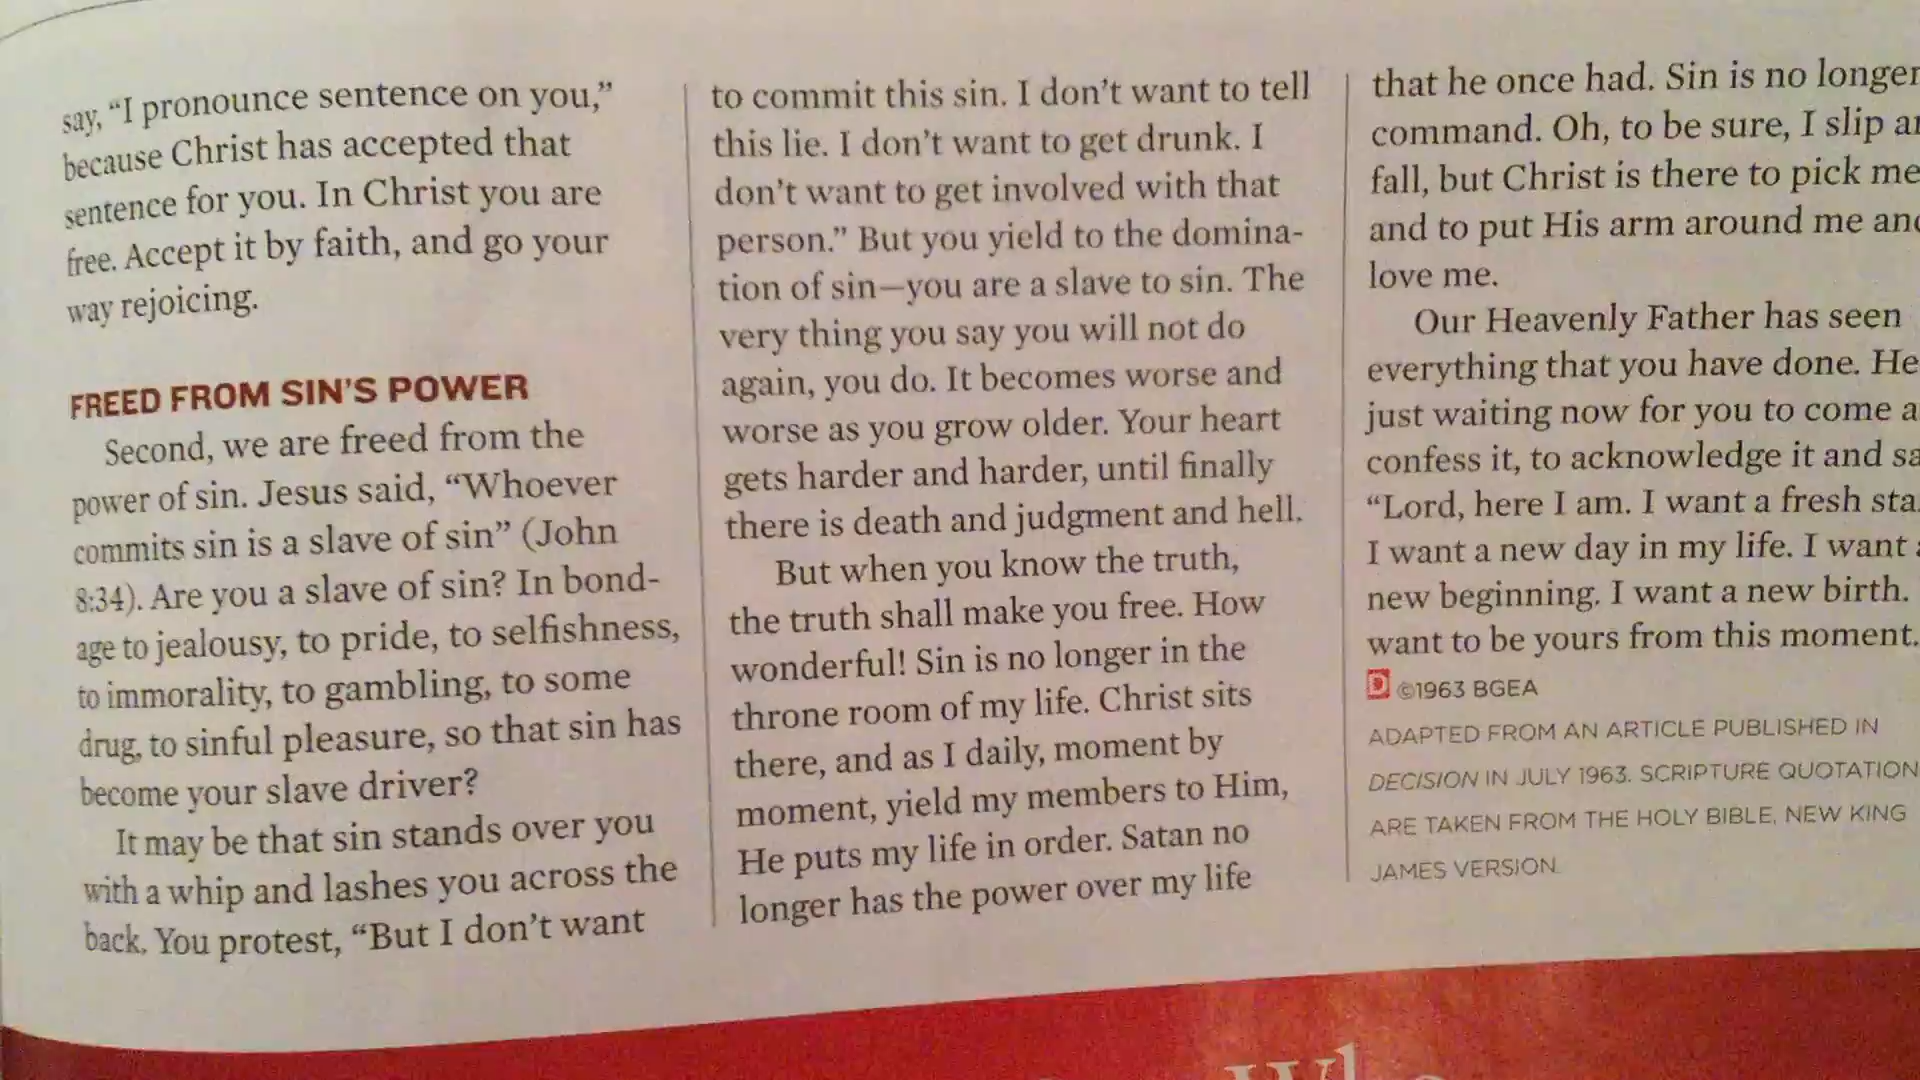 say, “I pronounce sentence on you,”
because Christ has accepted that
sentence for you. In Christ you are
free. Accept it by faith, and go your
way rejoicing.
FREED FROM SIN’S POWER
Second, we are freed from the
power of sin. Jesus said, “Whoever
commits sin is a slave of sin” (John
8:34). Are you a slave of sin? In bond-
age to jealousy, to pride, to selfishness,
to immorality, to gambling, to some
drug, to sinful pleasure, so that sin has
become your slave driver?
It may be that sin stands over you
with a whip and lashes you across the
back. You protest, “But I don’t want
to commit this sin. I don’t want to tell
this lie. I don’t want to get drunk. I
don’t want to get involved with that
person.” But you yield to the domina-
tion of sin—you are a slave to sin. The
very thing you say you will not do
again, you do. It becomes worse and
worse as you grow older. Your heart
gets harder and harder, until finally
there is death and judgment and hell.
But when you know the truth,
the truth shall make you free. How
wonderful! Sin is no longer in the
throne room of my life. Christ sits
there, and as I daily, moment by
moment, yield my members to Him,
He puts my life in order. Satan no
longer has the power over my life
that he once had. Sin is no longer
command. Oh, to be sure, I slip
fall, but Christ is there to pick me
and to put His arm around me
love me.
Our Heavenly Father has seen
everything that you have done. He
just waiting now for you to come
confess it, to acknowledge it and
“Lord, here I am. I want a fresh
I want a new day in my life. I want
new beginning. I want a new birth.
want to be yours from this moment.
D ©1963 BGEA
ADAPTED FROM AN ARTICLE PUBLISHED IN
DECISION IN JULY 1963. SCRIPTURE QUOTATION
ARE TAKEN FROM THE HOLY BIBLE, NEW KING
JAMES VERSION.